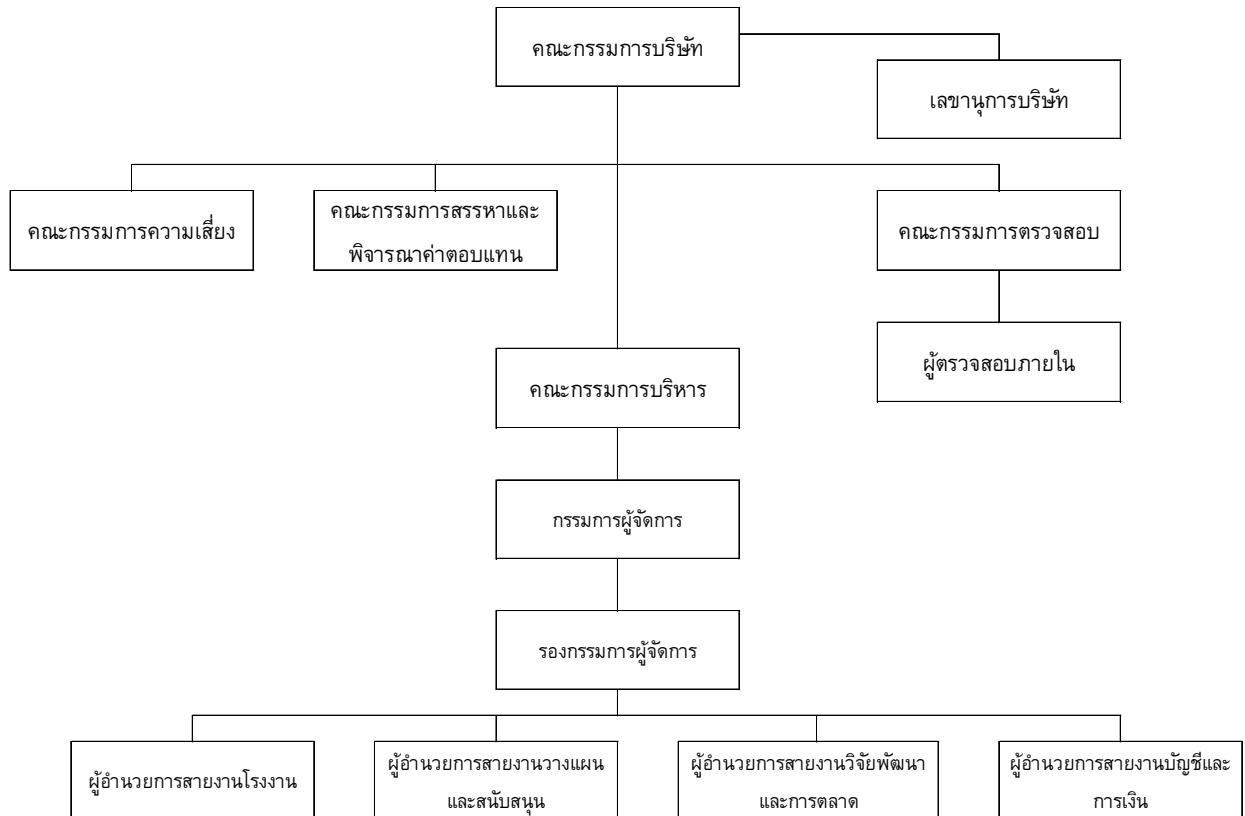 คณะกรรมการบริษัท
เลขานุการบริษัท
คณะกรรมการความเสี่ยง
คณะกรรมการสรรหาและ
พิจารณาค่าตอบแทน
คณะกรรมการตรวจสอบ
ผู้ตรวจสอบภายใน
คณะกรรมการบริหาร
กรรมการผู้จัดการ
รองกรรมการผู้จัดการ
ผู้อำนวยการสายงานโรงงาน
ผู้อำนวยการสายงานวางแผน
และสนับสนุน
ผู้อำนวยการสายงานวิจัยพัฒนา
และการตลาด
ผู้อำนวยการสายงานบัญชีและ
การเงิน